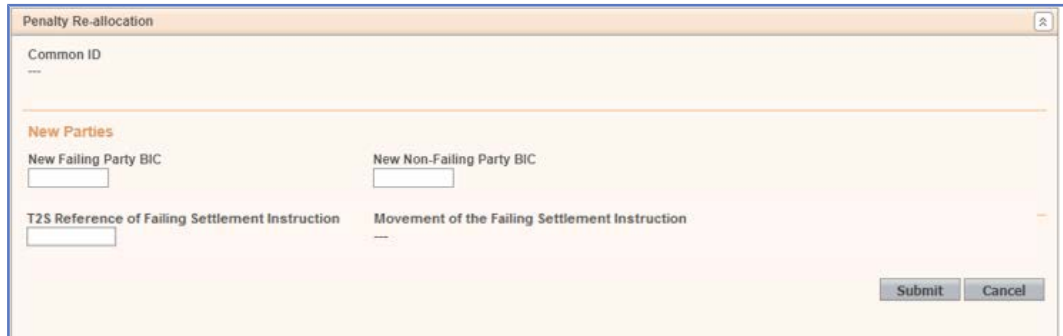 Penalty Re-allocation
Common ID
---
New Parties
New Failing Party BIC New Non-Failing Party BIC
T2S Reference of Failing Settlement Instruction Movement of the Failing Settlement Instruction
---
Submit Cancel